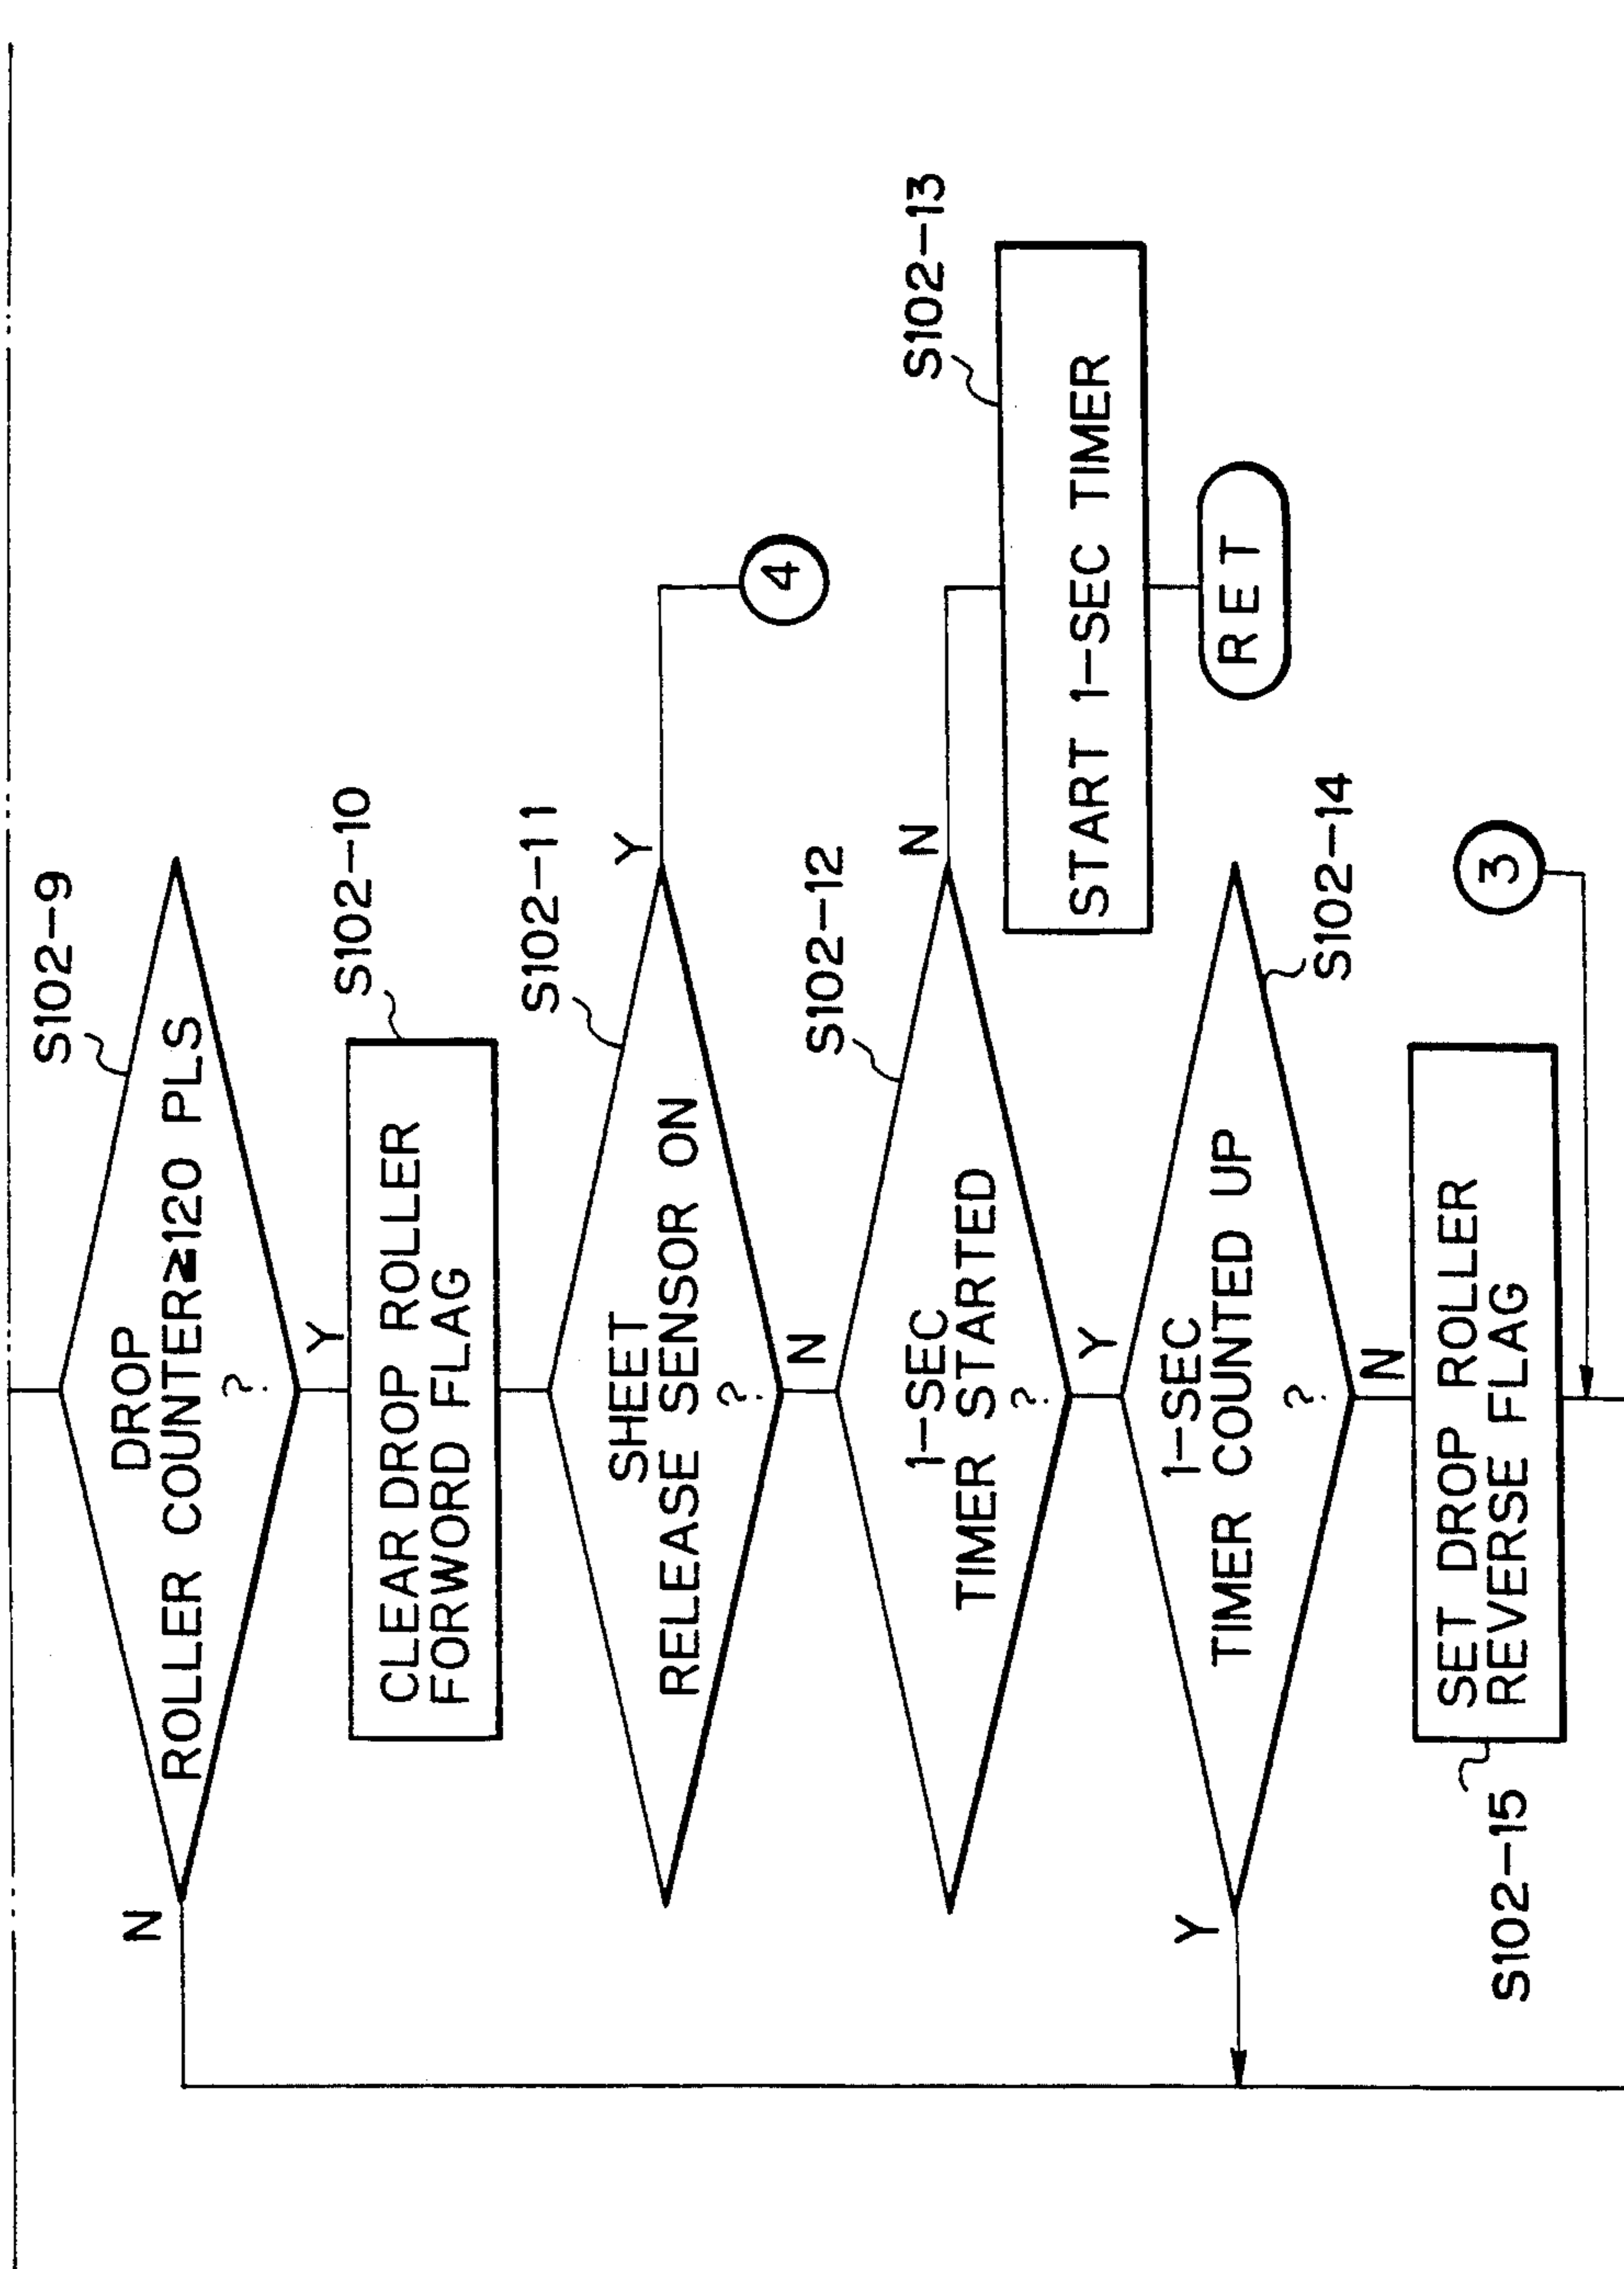 S102-9
DROP
ROLLER COUNTER≥120 PLS
?
N
Y
S102-10
CLEAR DROP ROLLER
FORWORD FLAG
S102-11
SHEET
RELEASE SENSOR ON
?
Y
4
N
S102-12
1-SEC
TIMER STARTED
?
N
S102-13
START 1-SEC TIMER
RET
Y
1-SEC
TIMER COUNTED UP
?
S102-14
Y
N
3
SET DROP ROLLER
REVERSE FLAG
S102-15